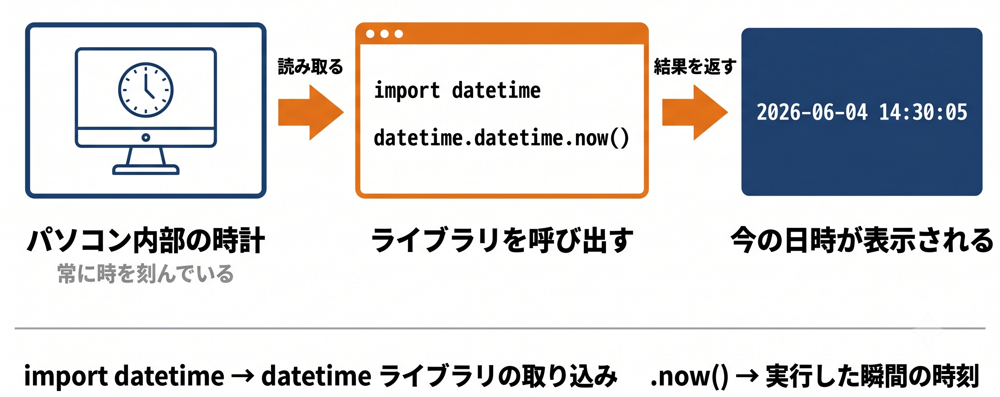 読み取る
import datetime
datetime.datetime.now()
結果を返す
2026-06-04 14:30:05
パソコン内部の時計
常に時を刻んでいる
ライブラリを呼び出す
今の日時が表示される
import datetime → datetime ライブラリの取り込み
.now() → 実行した瞬間の時刻